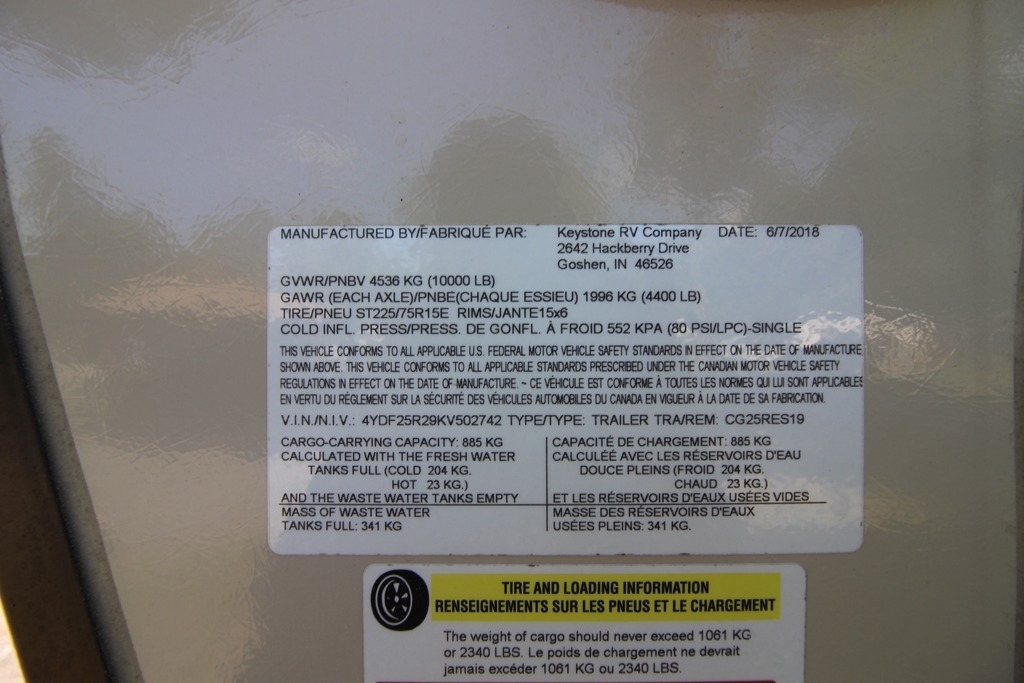 MANUFACTURED BY/FABRIQUÉ PAR: Keystone RV Company DATE: 6/7/2018
2642 Hackberry Drive
Goshen, IN 46526
GVWR/PNBV 4536 KG (10000 LB)
GAWR (EACH AXLE)/PNBE(CHAQUE ESSIEU) 1996 KG (4400 LB)
TIRE/PNEU ST225/75R15E RIMS/JANTE15x6
COLD INFL. PRESS/PRESS. DE GONFL. À FROID 552 KPA (80 PSI/LPC)-SINGLE
THIS VEHICLE CONFORMS TO ALL APPLICABLE U.S. FEDERAL MOTOR VEHICLE SAFETY STANDARDS IN EFFECT ON THE DATE OF MANUFACTURE
SHOWN ABOVE. THIS VEHICLE CONFORMS TO ALL APPLICABLE STANDARDS PRESCRIBED UNDER THE CANADIAN MOTOR VEHICLE SAFETY
REGULATIONS IN EFFECT ON THE DATE OF MANUFACTURE. ~ CE VÉHICULE EST CONFORME À TOUTES LES NORMES QUI LUI SONT APPLICABLES
EN VERTU DU RÈGLEMENT SUR LA SÉCURITÉ DES VÉHICULES AUTOMOBILES DU CANADA EN VIGUEUR À LA DATE DE SA FABRICATION.
V.I.N./N.I.V.: 4YDF25R29KV502742 TYPE/TYPE: TRAILER TRA/REM: CG25RES19
CARGO-CARRYING CAPACITY: 885 KG
CALCULATED WITH THE FRESH WATER
TANKS FULL (COLD 204 KG.
HOT 23 KG.)
AND THE WASTE WATER TANKS EMPTY
MASS OF WASTE WATER
TANKS FULL: 341 KG
CAPACITÉ DE CHARGEMENT: 885 KG
CALCULÉÉ AVEC LES RÉSERVOIRS D'EAU
DOUCE PLEINS (FROID 204 KG.
CHAUD 23 KG.)
ET LES RÉSERVOIRS D'EAUX USÉES VIDES
MASSE DES RÉSERVOIRS D'EAUX
USÉES PLEINS: 341 KG.
TIRE AND LOADING INFORMATION
RENSEIGNEMENTS SUR LES PNEUS ET LE CHARGEMENT
The weight of cargo should never exceed 1061 KG
or 2340 LBS. Le poids de chargement ne devrait
jamais excéder 1061 KG ou 2340 LBS.